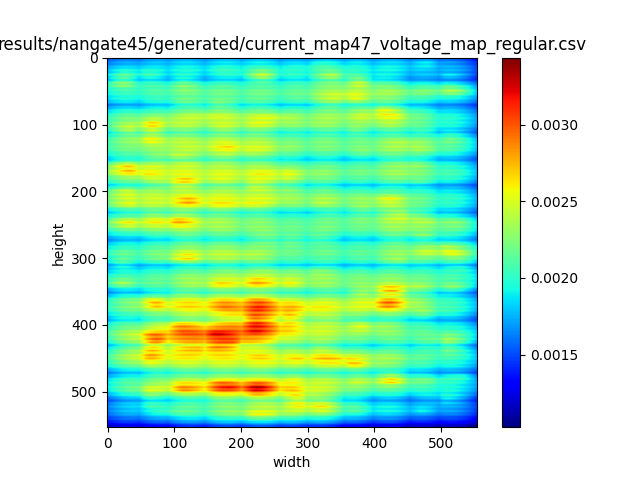 results/nangate45/generated/current_map47_voltage_map_regular.csv
0
100
200
300
400
500
height
0 100 200 300 400 500
width
0.0030
0.0025
0.0020
0.0015